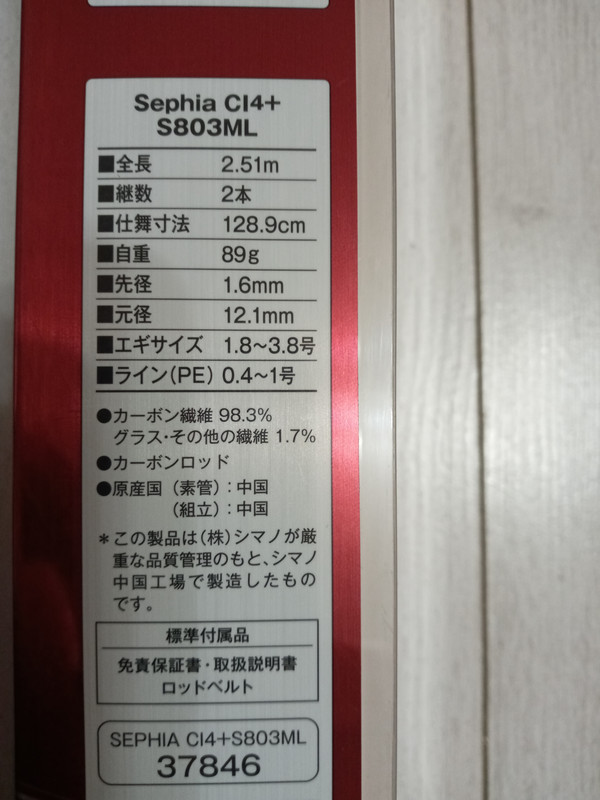 Sephia CI4+
S803ML
■全長 2.51m
■継数 2本
■仕舞寸法 128.9cm
■自重 89g
■先径 1.6mm
■元径 12.1mm
■エギサイズ 1.8〜3.8号
■ライン(PE) 0.4〜1号
●カーボン繊維 98.3%
グラス・その他の繊維 1.7%
●カーボンロッド
●原産国（素管）：中国
（組立）：中国
＊この製品は(株)シマノが厳
重な品質管理のもと、シマノ
中国工場で製造したもの
です。
標準付属品
免責保証書・取扱説明書
ロッドベルト
SEPHIA CI4+S803ML
37846